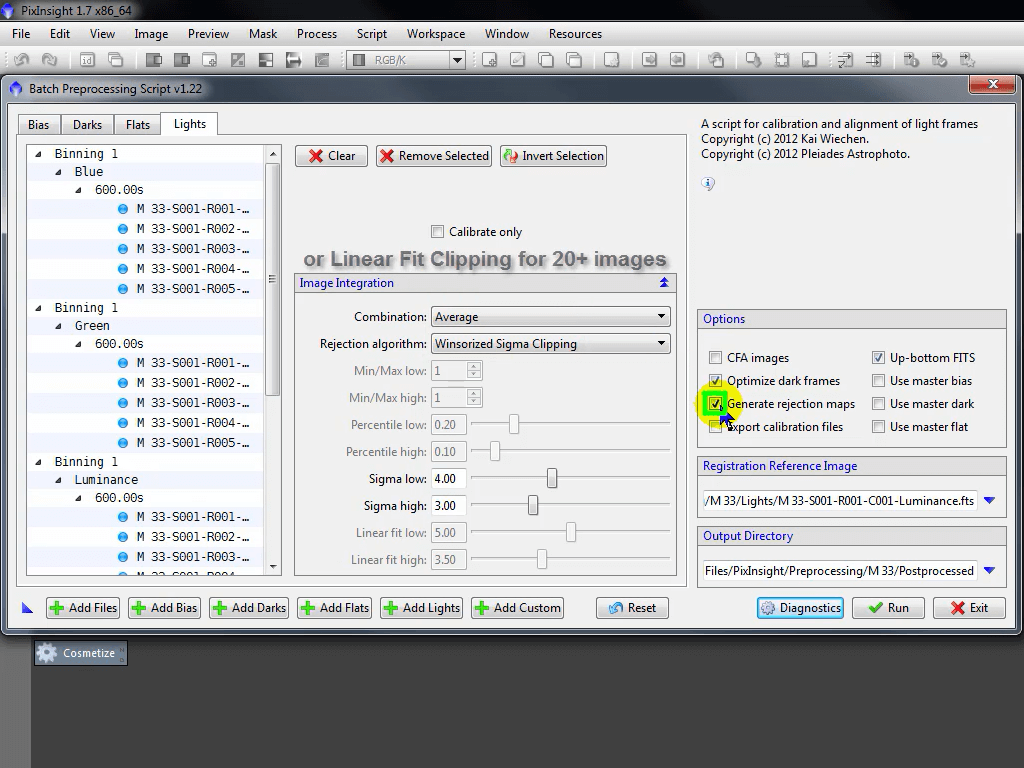 PixInsight 1.7 x86_64
File Edit View Image Preview Mask Process Script Workspace Window Resources
RGB/K
Batch Preprocessing Script v1.22
Bias Darks Flats Lights
Binning 1
Blue
600.00s
M 33-S001-R001-...
M 33-S001-R002-...
M 33-S001-R003-...
M 33-S001-R004-...
M 33-S001-R005-...
Binning 1
Green
600.00s
M 33-S001-R001-...
M 33-S001-R002-...
M 33-S001-R003-...
M 33-S001-R004-...
M 33-S001-R005-...
Binning 1
Luminance
600.00s
M 33-S001-R001-...
M 33-S001-R002-...
M 33-S001-R003-...
M 33-S001-R004-...
Clear Remove Selected Invert Selection
Calibrate only
or Linear Fit Clipping for 20+ images
Image Integration
Combination: Average
Rejection algorithm: Winsorized Sigma Clipping
Min/Max low: 1
Min/Max high: 1
Percentile low: 0.20
Percentile high: 0.10
Sigma low: 4.00
Sigma high: 3.00
Linear fit low: 5.00
Linear fit high: 3.50
A script for calibration and alignment of light frames
Copyright (c) 2012 Kai Wiechen.
Copyright (c) 2012 Pleiades Astrophoto.
Options
CFA images Up-bottom FITS
Optimize dark frames Use master bias
Generate rejection maps Use master dark
Export calibration files Use master flat
Registration Reference Image
/M 33/Lights/M 33-S001-R001-C001-Luminance.fts
Output Directory
Files/PixInsight/Preprocessing/M 33/Postprocessed
Add Files Add Bias Add Darks Add Flats Add Lights Add Custom Reset Diagnostics Run Exit
Cosmetize